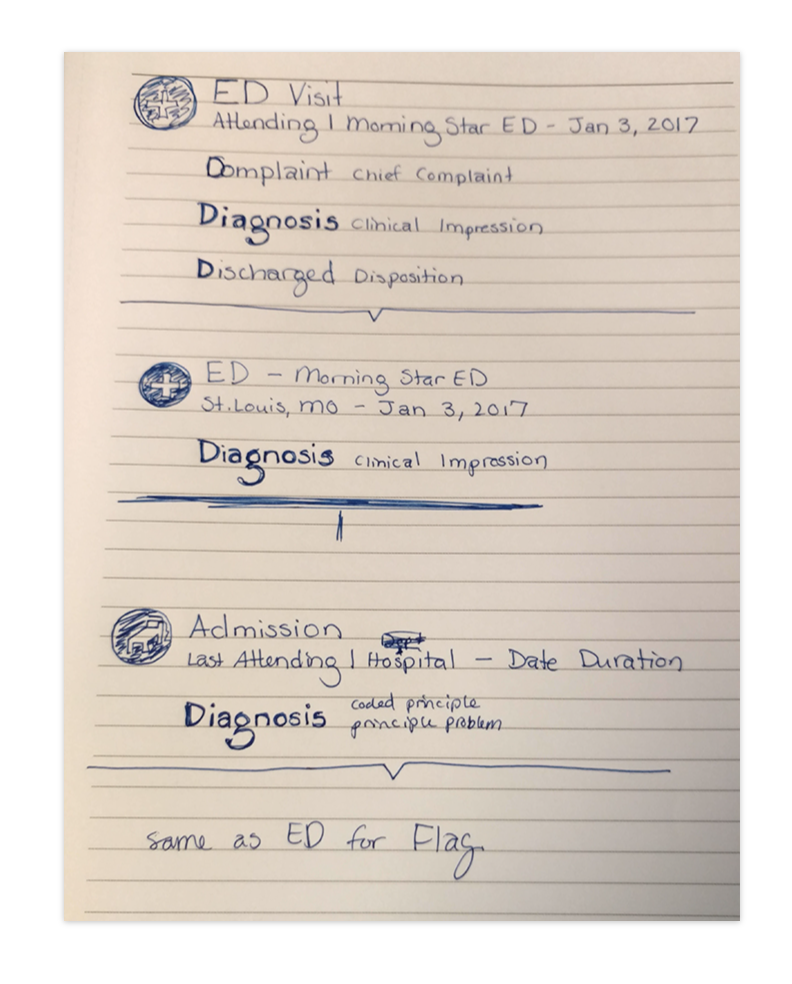 ED Visit
Attending | Morning Star ED - Jan 3, 2017
Complaint Chief Complaint
Diagnosis Clinical Impression
Discharged Disposition
ED - Morning Star ED
St. Louis, MO - Jan 3, 2017
Diagnosis Clinical Impression
Admission
Last Attending | Hospital - Date Duration
Diagnosis coded principle
principle problem
same as ED for Flag